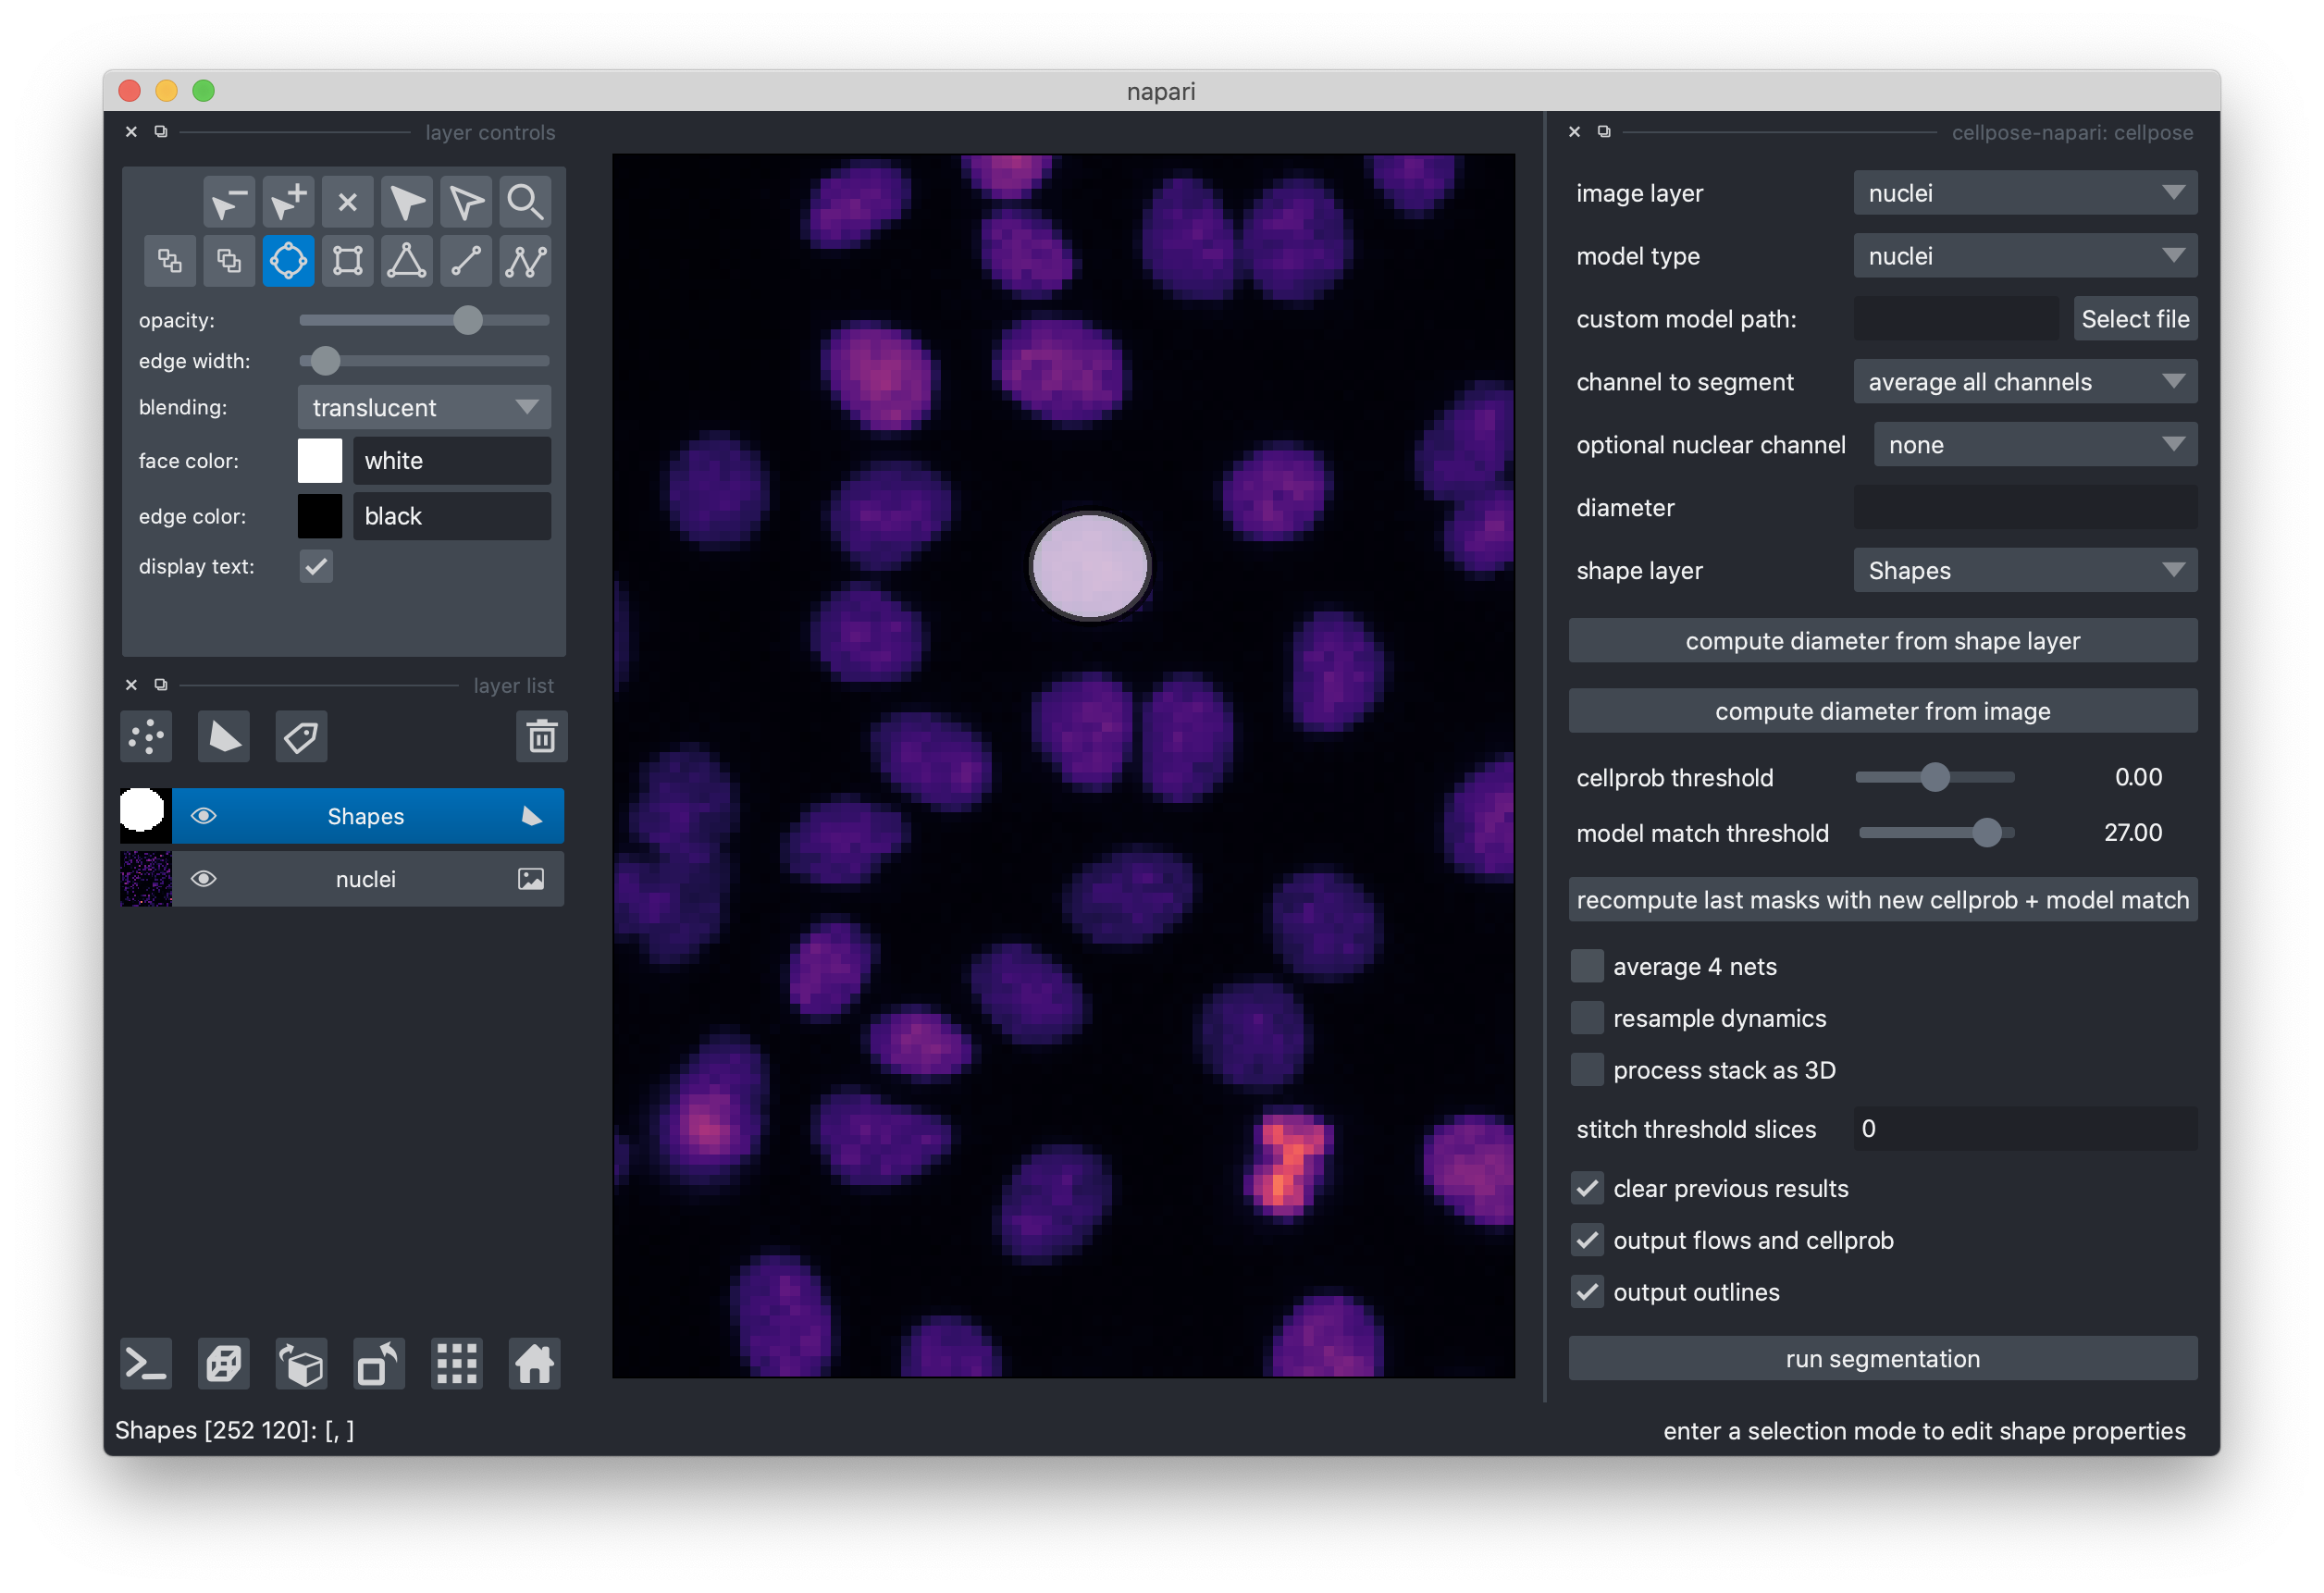 napari
layer controls
opacity:
edge width:
blending:
translucent
face color:
white
edge color:
black
display text:
layer list
Shapes
nuclei
Shapes [252 120]: [, ]
cellpose-napari: cellpose
image layer
nuclei
model type
nuclei
custom model path:
Select file
channel to segment
average all channels
optional nuclear channel
none
diameter
shape layer
Shapes
compute diameter from shape layer
compute diameter from image
cellprob threshold
0.00
model match threshold
27.00
recompute last masks with new cellprob + model match
average 4 nets
resample dynamics
process stack as 3D
stitch threshold slices
0
clear previous results
output flows and cellprob
output outlines
run segmentation
enter a selection mode to edit shape properties